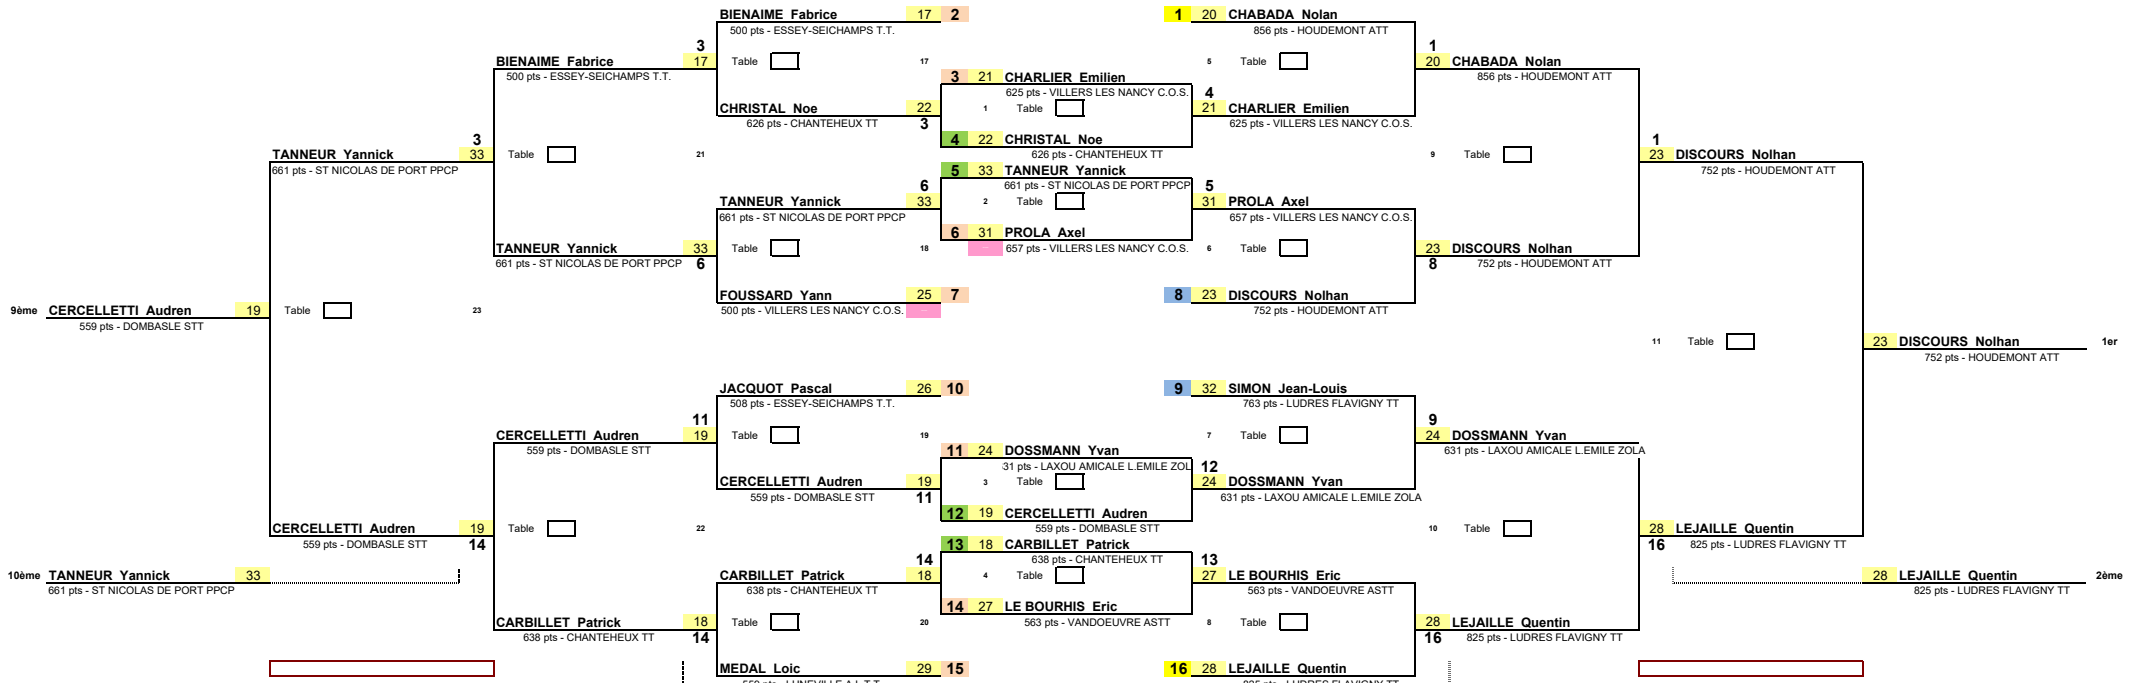 BIENAIME Fabrice 17 2 1 20 CHABADA Nolan
500 pts - ESSEY-SEICHAMPS T.T. 856 pts - HOUDEMONT ATT
3 1
BIENAIME Fabrice 17 Table 17 5 Table 20 CHABADA Nolan
500 pts - ESSEY-SEICHAMPS T.T. 3 21 CHARLIER Emilien 856 pts - HOUDEMONT ATT
625 pts - VILLERS LES NANCY C.O.S. 4
CHRISTAL Noe 22 1 Table 21 CHARLIER Emilien
626 pts - CHANTEHEUX TT 3 625 pts - VILLERS LES NANCY C.O.S.
3 4 22 CHRISTAL Noe 1
TANNEUR Yannick 33 Table 21 626 pts - CHANTEHEUX TT 9 Table 23 DISCOURS Nolhan
661 pts - ST NICOLAS DE PORT PPCP 5 33 TANNEUR Yannick 752 pts - HOUDEMONT ATT
6 661 pts - ST NICOLAS DE PORT PPCP 5
TANNEUR Yannick 33 2 Table 31 PROLA Axel
661 pts - ST NICOLAS DE PORT PPCP 657 pts - VILLERS LES NANCY C.O.S.
6 31 PROLA Axel
TANNEUR Yannick 33 Table 18 657 pts - VILLERS LES NANCY C.O.S. 6 Table 23 DISCOURS Nolhan
661 pts - ST NICOLAS DE PORT PPCP 6 8 752 pts - HOUDEMONT ATT
FOUSSARD Yann 25 7 8 23 DISCOURS Nolhan
9ème CERCELLETTI Audren 19 Table 23 500 pts - VILLERS LES NANCY C.O.S. 752 pts - HOUDEMONT ATT
559 pts - DOMBASLE STT
11 Table 23 DISCOURS Nolhan 1er
752 pts - HOUDEMONT ATT
JACQUOT Pascal 26 10 9 32 SIMON Jean-Louis
508 pts - ESSEY-SEICHAMPS T.T. 763 pts - LUDRES FLAVIGNY TT
11 9
CERCELLETTI Audren 19 Table 19 7 Table 24 DOSSMANN Yvan
559 pts - DOMBASLE STT 11 24 DOSSMANN Yvan 631 pts - LAXOU AMICALE L.EMILE ZOLA
31 pts - LAXOU AMICALE L.EMILE ZOL 12
CERCELLETTI Audren 19 3 Table 24 DOSSMANN Yvan
559 pts - DOMBASLE STT 11 631 pts - LAXOU AMICALE L.EMILE ZOLA
12 19 CERCELLETTI Audren
CERCELLETTI Audren 19 Table 22 559 pts - DOMBASLE STT 10 Table 28 LEJAILLE Quentin
559 pts - DOMBASLE STT 14 13 18 CARBILLET Patrick 16 825 pts - LUDRES FLAVIGNY TT
14 638 pts - CHANTEHEUX TT 13
10ème TANNEUR Yannick 33 CARBILLET Patrick 18 4 Table 27 LE BOURHIS Eric 28 LEJAILLE Quentin 2ème
661 pts - ST NICOLAS DE PORT PPCP 638 pts - CHANTEHEUX TT 563 pts - VANDOEUVRE ASTT 825 pts - LUDRES FLAVIGNY TT
14 27 LE BOURHIS Eric
CARBILLET Patrick 18 Table 20 563 pts - VANDOEUVRE ASTT 8 Table 28 LEJAILLE Quentin
638 pts - CHANTEHEUX TT 14 16 825 pts - LUDRES FLAVIGNY TT
MEDAL Loic 29 15 16 28 LEJAILLE Quentin
559 pts - LUNEVILLE A.L.T.T. 825 pts - LUDRES FLAVIGNY TT